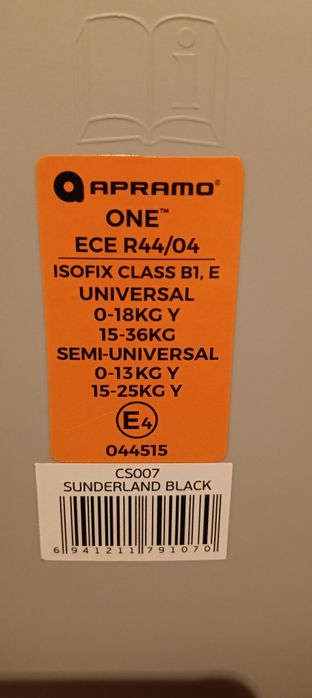 i
APRAMO®
ONE™
ECE R44/04
ISOFIX CLASS B1, E
UNIVERSAL
0-18KG Y
15-36KG
SEMI-UNIVERSAL
0-13KG Y
15-25KG Y
E4
044515
CS007
SUNDERLAND BLACK
6 941211 791070